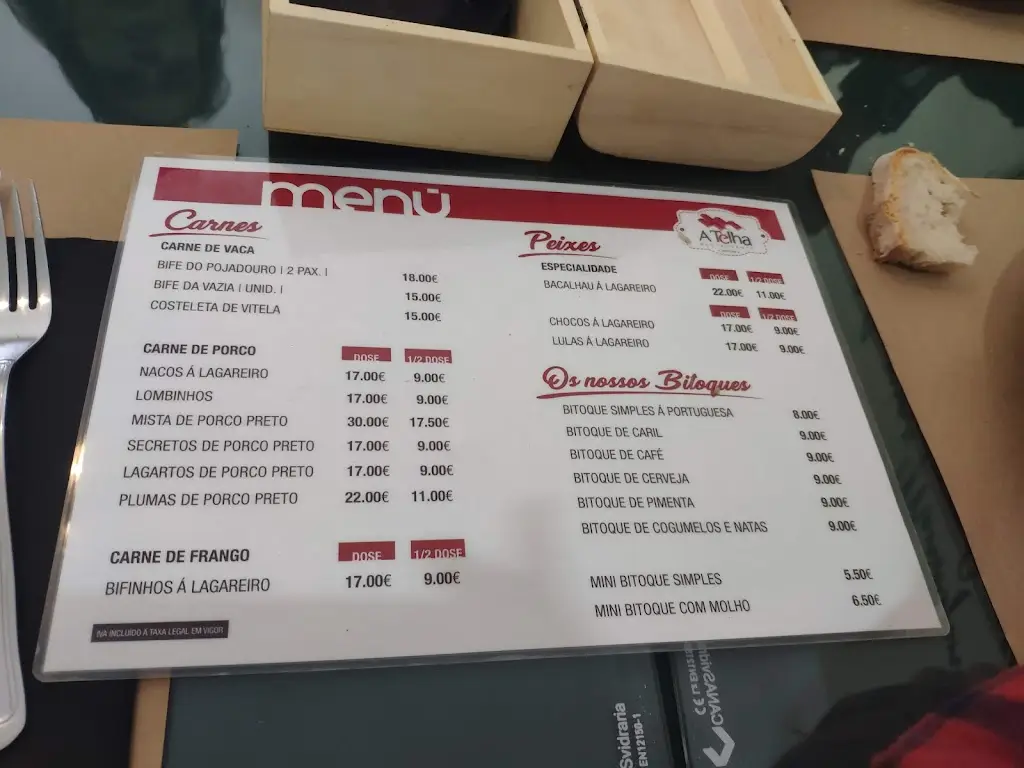 menū
Carnes
CARNE DE VACA
BIFE DO POJADOURO | 2 PAX. | 18.00€
BIFE DA VAZIA | UNID. | 15.00€
COSTELETA DE VITELA 15.00€
CARNE DE PORCO DOSE 1/2 DOSE
NACOS Á LAGAREIRO 17.00€ 9.00€
LOMBINHOS 17.00€ 9.00€
MISTA DE PORCO PRETO 30.00€ 17.50€
SECRETOS DE PORCO PRETO 17.00€ 9.00€
LAGARTOS DE PORCO PRETO 17.00€ 9.00€
PLUMAS DE PORCO PRETO 22.00€ 11.00€
CARNE DE FRANGO DOSE 1/2 DOSE
BIFINHOS Á LAGAREIRO 17.00€ 9.00€
IVA INCLUIDO Á TAXA LEGAL EM VIGOR
A Telha
Peixes
ESPECIALIDADE DOSE 1/2 DOSE
BACALHAU Á LAGAREIRO 22.00€ 11.00€
DOSE 1/2 DOSE
CHOCOS Á LAGAREIRO 17.00€ 9.00€
LULAS Á LAGAREIRO 17.00€ 9.00€
Os nossos Bitoques
BITOQUE SIMPLES Á PORTUGUESA 8.00€
BITOQUE DE CARIL 9.00€
BITOQUE DE CAFÉ 9.00€
BITOQUE DE CERVEJA 9.00€
BITOQUE DE PIMENTA 9.00€
BITOQUE DE COGUMELOS E NATAS 9.00€
MINI BITOQUE SIMPLES 5.50€
MINI BITOQUE COM MOLHO 6.50€
Svidraria
EN12150-1